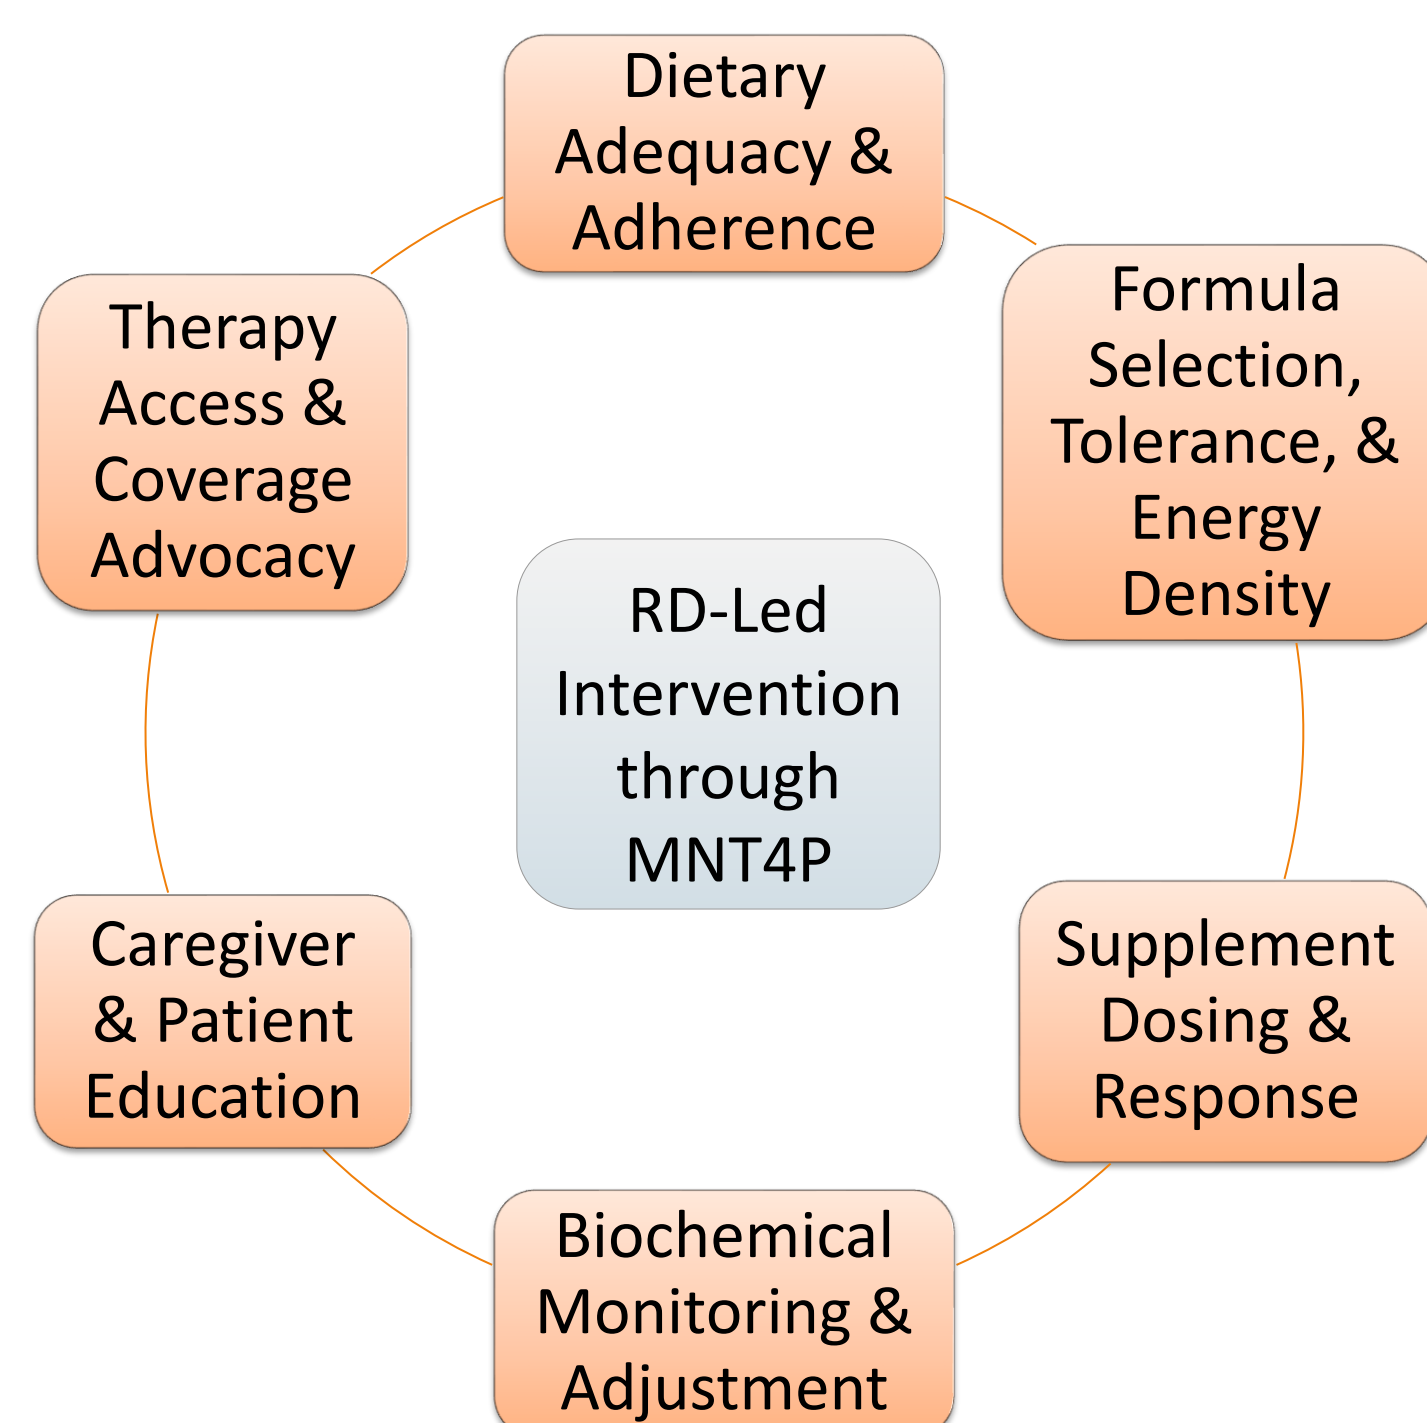 Dietary
Adequacy &
Adherence
Formula
Selection,
Tolerance, &
Energy
Density
Supplement
Dosing &
Response
Biochemical
Monitoring &
Adjustment
Caregiver
& Patient
Education
Therapy
Access &
Coverage
Advocacy
RD-Led
Intervention
through
MNT4P